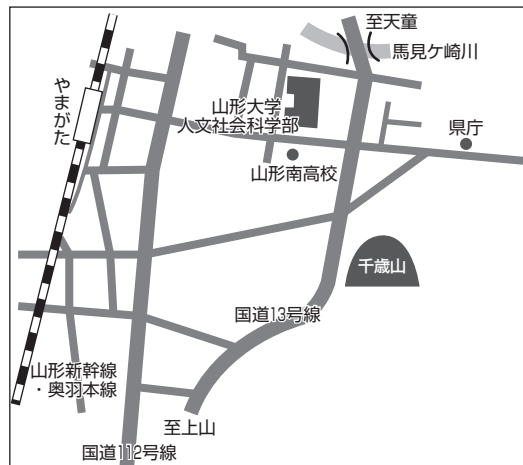 至天童
馬見ケ崎川
やまがた
山形大学
人文社会科学部
県庁
山形南高校
千歳山
国道13号線
山形新幹線
・奥羽本線
至上山
国道112号線